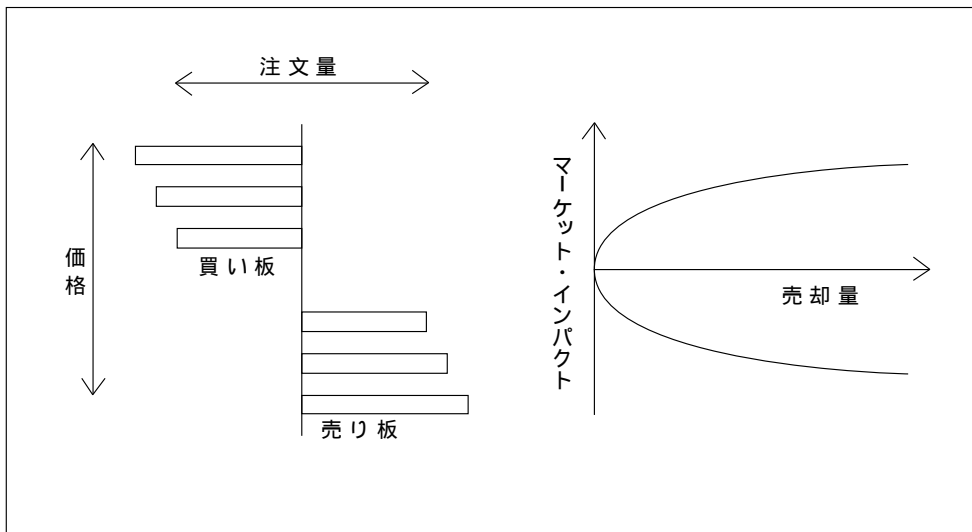 注文量
価格
買い板
売り板
マーケット・インパクト
売却量